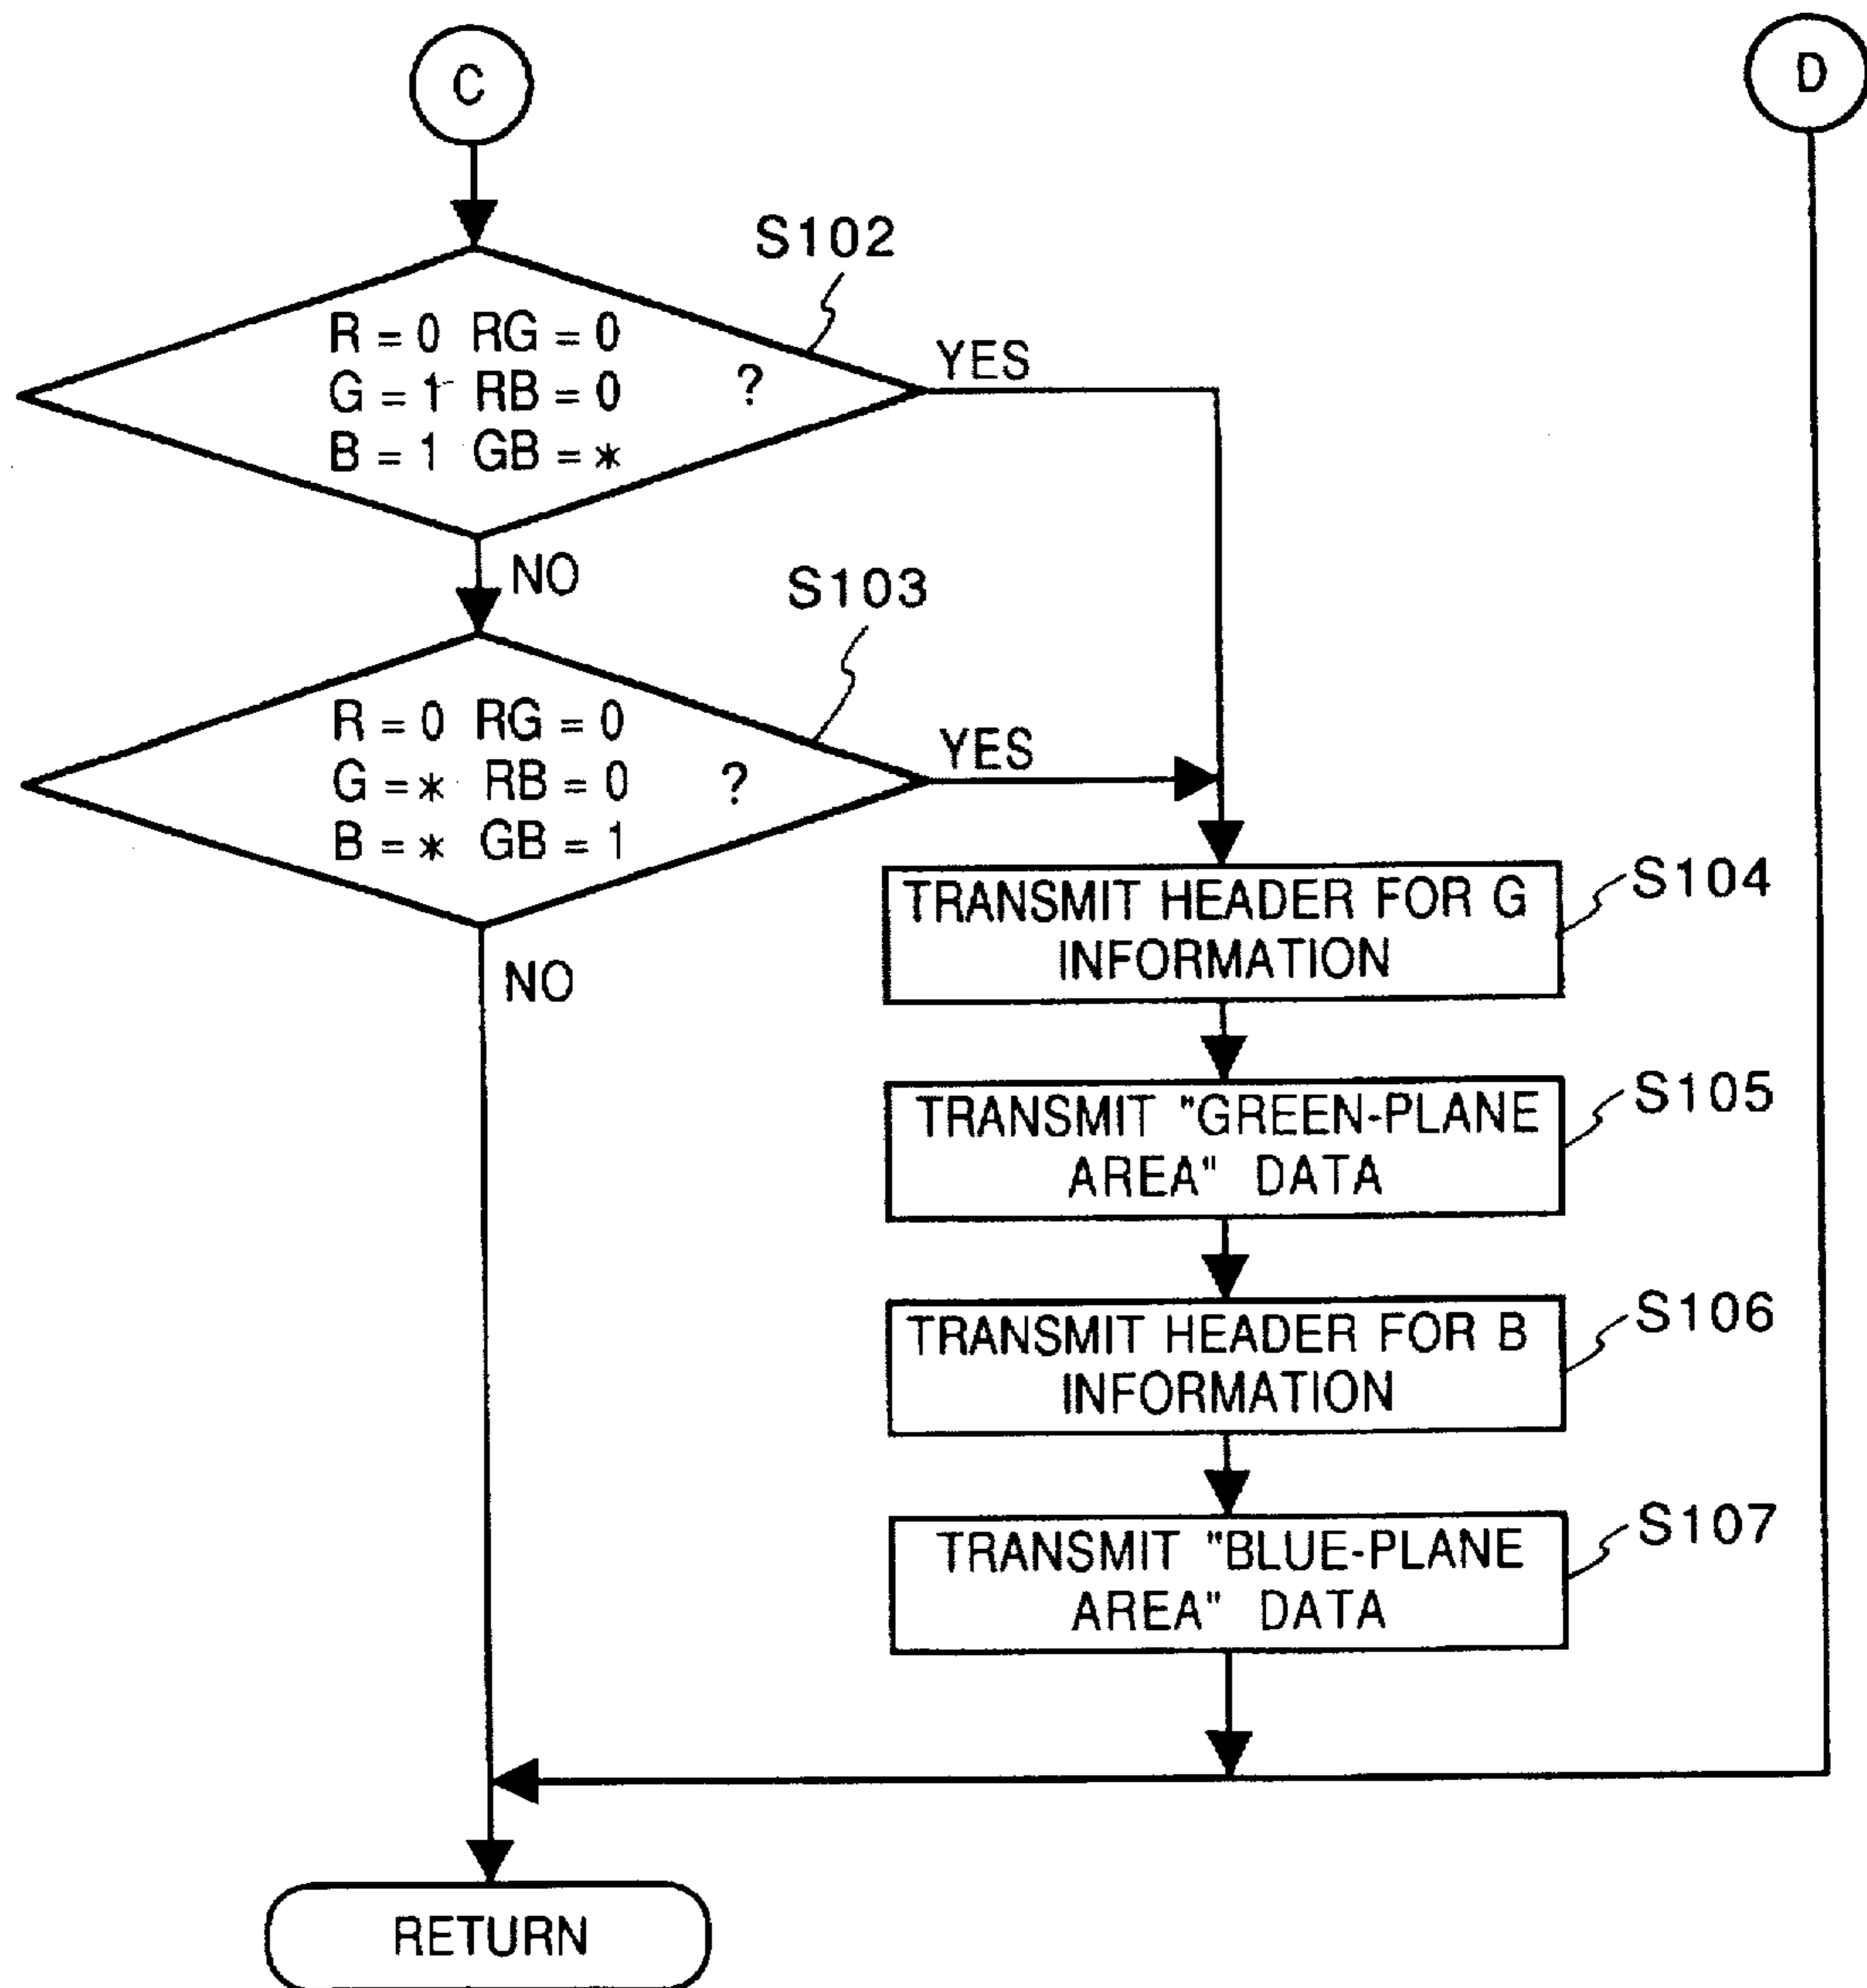 C
D
S102
R = 0 RG = 0
G = 1 RB = 0 ?
B = 1 GB = *
YES
NO
S103
R = 0 RG = 0
G = * RB = 0 ?
B = * GB = 1
YES
NO
TRANSMIT HEADER FOR G
INFORMATION
S104
TRANSMIT "GREEN-PLANE
AREA" DATA
S105
TRANSMIT HEADER FOR B
INFORMATION
S106
TRANSMIT "BLUE-PLANE
AREA" DATA
S107
RETURN